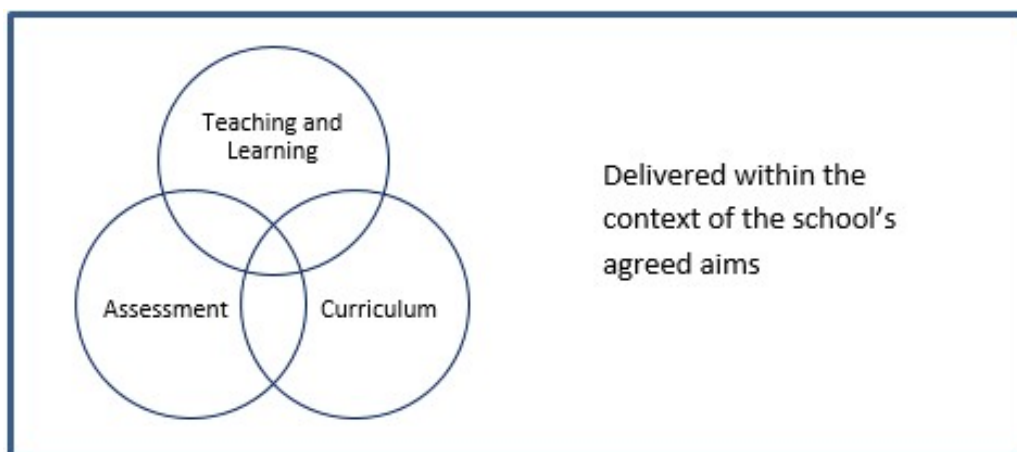 Teaching and
Learning
Assessment
Curriculum
Delivered within the
context of the school’s
agreed aims